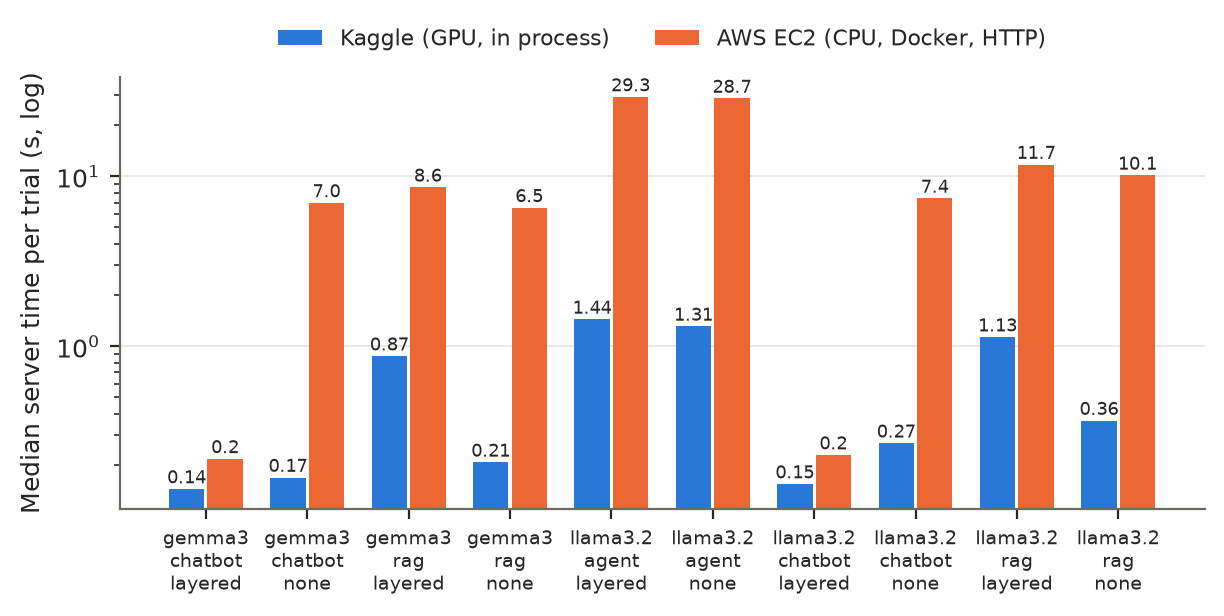 Kaggle (GPU, in process) AWS EC2 (CPU, Docker, HTTP)
Median server time per trial (s, log)
10¹
10⁰
0.14 0.2 0.17 7.0 0.87 8.6 0.21 6.5 1.44 29.3 1.31 28.7 0.15 0.2 0.27 7.4 1.13 11.7 0.36 10.1
gemma3 gemma3 gemma3 gemma3 llama3.2 llama3.2 llama3.2 llama3.2 llama3.2 llama3.2
chatbot chatbot rag rag agent agent chatbot chatbot rag rag
layered none layered none layered none layered none layered none